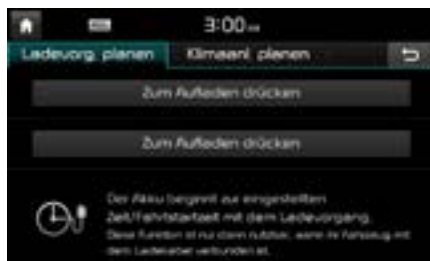 3:00
Ladevorg. planen Klimaanl. planen
Zum Aufladen drücken
Zum Aufladen drücken
Der Akku beginnt zur eingestellten
Zeit/Fahrtstartzeit mit dem Ladevorgang.
Diese Funktion ist nur dann nutzbar, wenn Ihr Fahrzeug mit
dem Ladekabel verbunden ist.